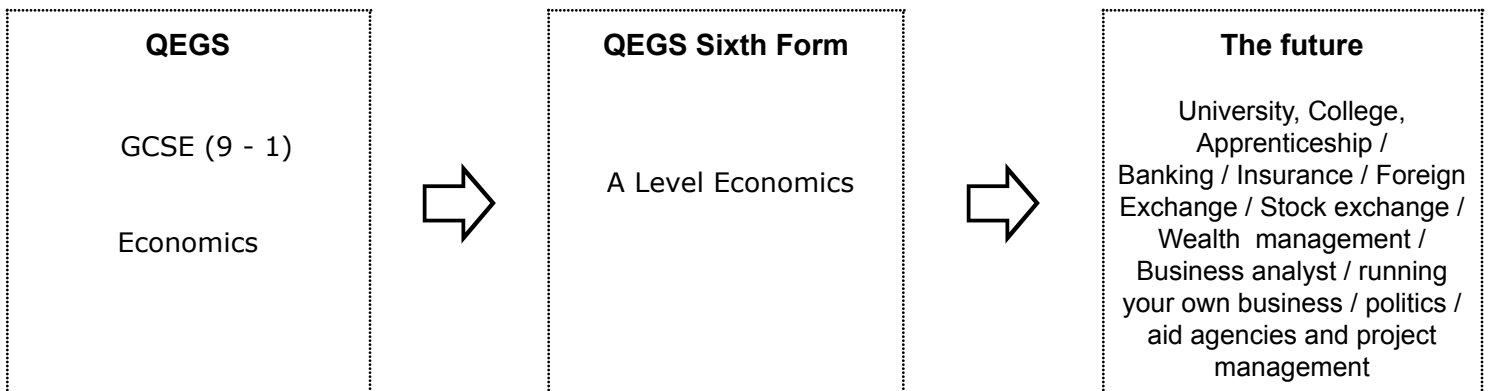 QEGS
GCSE (9 - 1)
Economics
QEGS Sixth Form
A Level Economics
The future
University, College,
Apprenticeship /
Banking / Insurance / Foreign
Exchange / Stock exchange /
Wealth management /
Business analyst / running
your own business / politics /
aid agencies and project
management